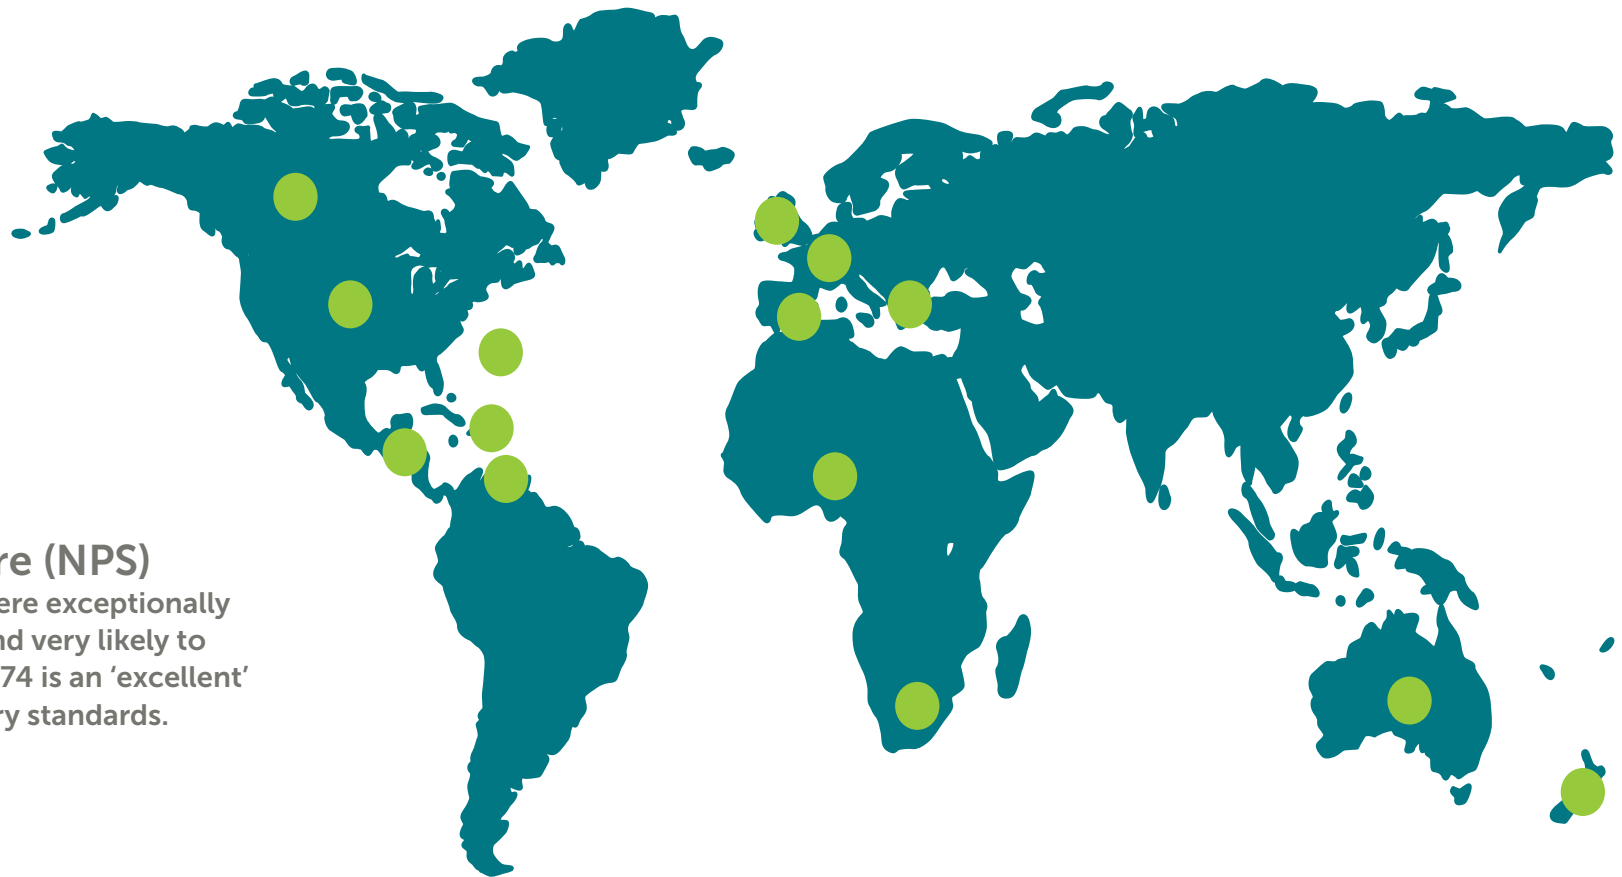 re (NPS)
ere exceptionally
nd very likely to
74 is an ‘excellent’
ry standards.